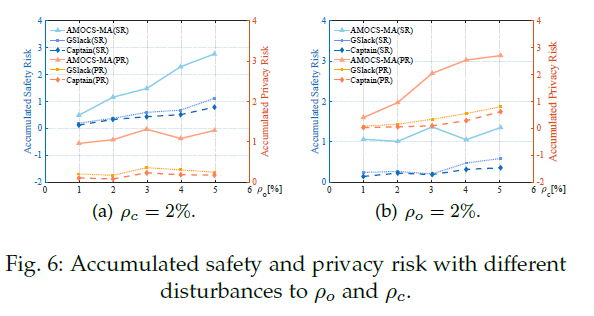 Accumulated Safety Risk
4
3
2
1
0
-1
-2
AMOCS-MA(SR)
GSlack(SR)
Captain(SR)
AMOCS-MA(PR)
GSlack(PR)
Captain(PR)
4
3
2
1
0
Accumulated Privacy Risk
0 1 2 3 4 5 6 ρₒ[%]
(a) ρ_c = 2%.
Accumulated Safety Risk
4
3
2
1
0
AMOCS-MA(SR)
GSlack(SR)
Captain(SR)
AMOCS-MA(PR)
GSlack(PR)
Captain(PR)
4
3
2
1
0
-1
-2
Accumulated Privacy Risk
0 1 2 3 4 5 6 ρ_c[%]
(b) ρₒ = 2%.
Fig. 6: Accumulated safety and privacy risk with different
disturbances to ρₒ and ρ_c.